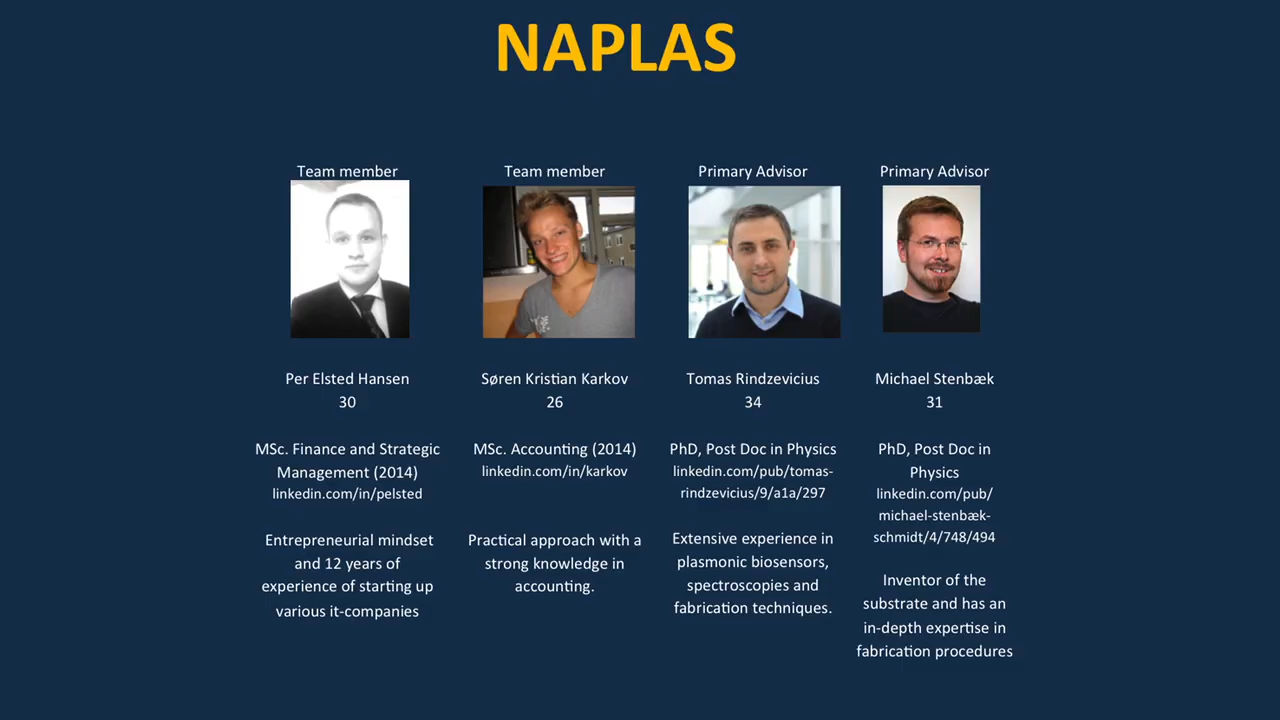 NAPLAS
Team member
Per Elsted Hansen
30
MSc. Finance and Strategic
Management (2014)
linkedin.com/in/pelsted
Entrepreneurial mindset
and 12 years of
experience of starting up
various it-companies
Team member
Søren Kristian Karkov
26
MSc. Accounting (2014)
linkedin.com/in/karkov
Practical approach with a
strong knowledge in
accounting.
Primary Advisor
Tomas Rindzevicius
34
PhD, Post Doc in Physics
linkedin.com/pub/tomas-
rindzevicius/9/a1a/297
Extensive experience in
plasmonic biosensors,
spectroscopies and
fabrication techniques.
Primary Advisor
Michael Stenbæk
31
PhD, Post Doc in
Physics
linkedin.com/pub/
michael-stenbæk-
schmidt/4/748/494
Inventor of the
substrate and has an
in-depth expertise in
fabrication procedures